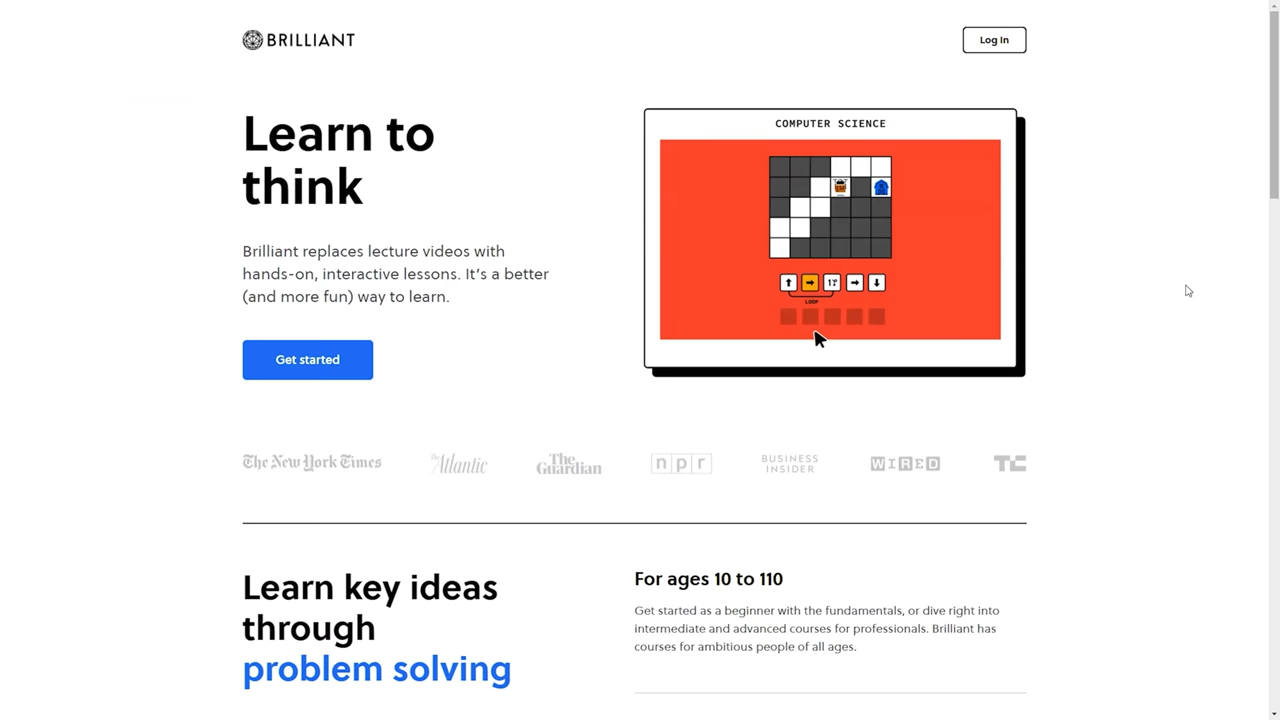 BRILLIANT
Log In
Learn to
think
Brilliant replaces lecture videos with
hands-on, interactive lessons. It's a better
(and more fun) way to learn.
Get started
COMPUTER SCIENCE
LOOP
The New York Times
The Atlantic
The
Guardian
npr
BUSINESS
INSIDER
WIRED
TC
Learn key ideas
through
problem solving
For ages 10 to 110
Get started as a beginner with the fundamentals, or dive right into
intermediate and advanced courses for professionals. Brilliant has
courses for ambitious people of all ages.